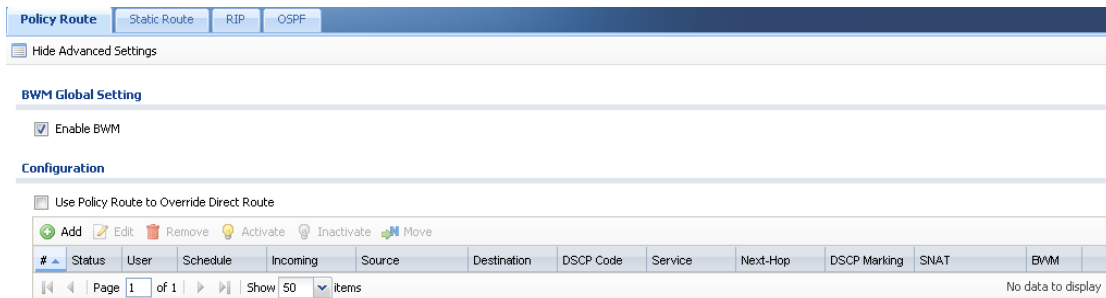 Policy Route Static Route RIP OSPF
Hide Advanced Settings
BWM Global Setting
Enable BWM
Configuration
Use Policy Route to Override Direct Route
Add Edit Remove Activate Inactivate Move
# Status User Schedule Incoming Source Destination DSCP Code Service Next-Hop DSCP Marking SNAT BWM
Page 1 of 1 Show 50 items No data to display